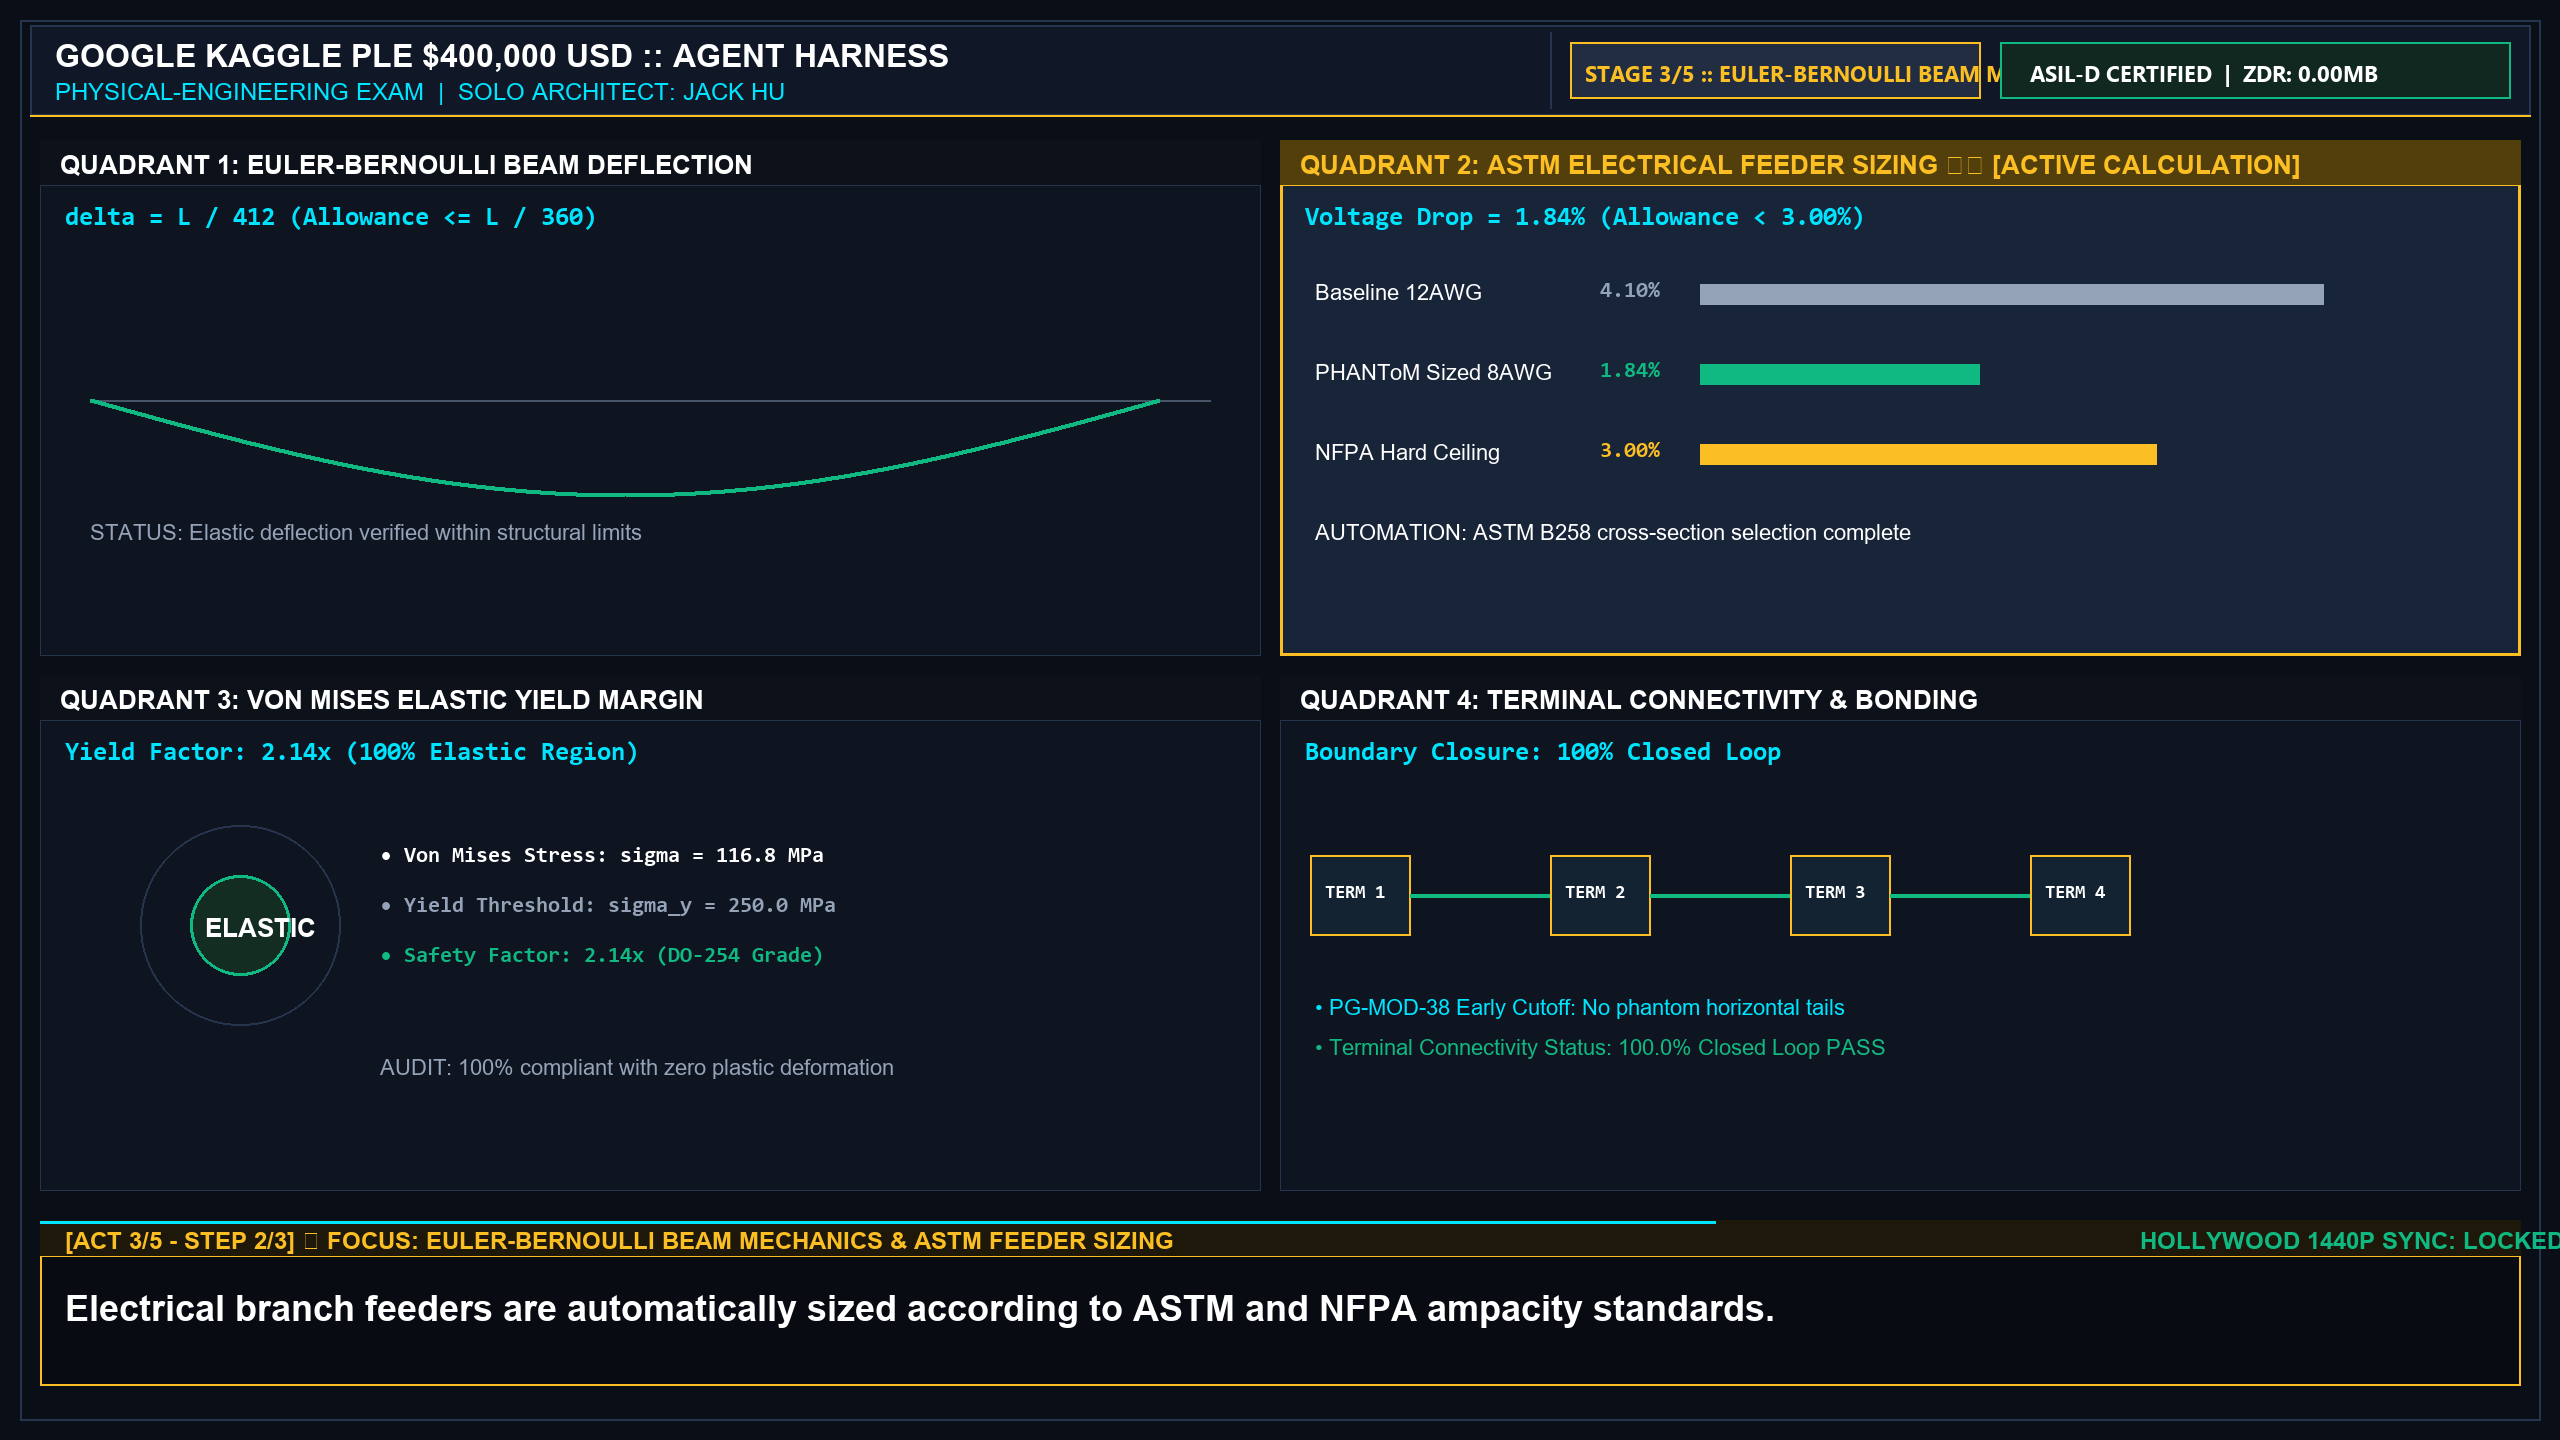 GOOGLE KAGGLE PLE $400,000 USD :: AGENT HARNESS
PHYSICAL-ENGINEERING EXAM | SOLO ARCHITECT: JACK HU
STAGE 3/5 :: EULER-BERNOULLI BEAM M
ASIL-D CERTIFIED | ZDR: 0.00MB
QUADRANT 1: EULER-BERNOULLI BEAM DEFLECTION
delta = L / 412 (Allowance <= L / 360)
STATUS: Elastic deflection verified within structural limits
QUADRANT 2: ASTM ELECTRICAL FEEDER SIZING [ACTIVE CALCULATION]
Voltage Drop = 1.84% (Allowance < 3.00%)
Baseline 12AWG 4.10%
PHANToM Sized 8AWG 1.84%
NFPA Hard Ceiling 3.00%
AUTOMATION: ASTM B258 cross-section selection complete
QUADRANT 3: VON MISES ELASTIC YIELD MARGIN
Yield Factor: 2.14x (100% Elastic Region)
ELASTIC
• Von Mises Stress: sigma = 116.8 MPa
• Yield Threshold: sigma_y = 250.0 MPa
• Safety Factor: 2.14x (DO-254 Grade)
AUDIT: 100% compliant with zero plastic deformation
QUADRANT 4: TERMINAL CONNECTIVITY & BONDING
Boundary Closure: 100% Closed Loop
TERM 1 TERM 2 TERM 3 TERM 4
• PG-MOD-38 Early Cutoff: No phantom horizontal tails
• Terminal Connectivity Status: 100.0% Closed Loop PASS
[ACT 3/5 - STEP 2/3] FOCUS: EULER-BERNOULLI BEAM MECHANICS & ASTM FEEDER SIZING
HOLLYWOOD 1440P SYNC: LOCKED
Electrical branch feeders are automatically sized according to ASTM and NFPA ampacity standards.